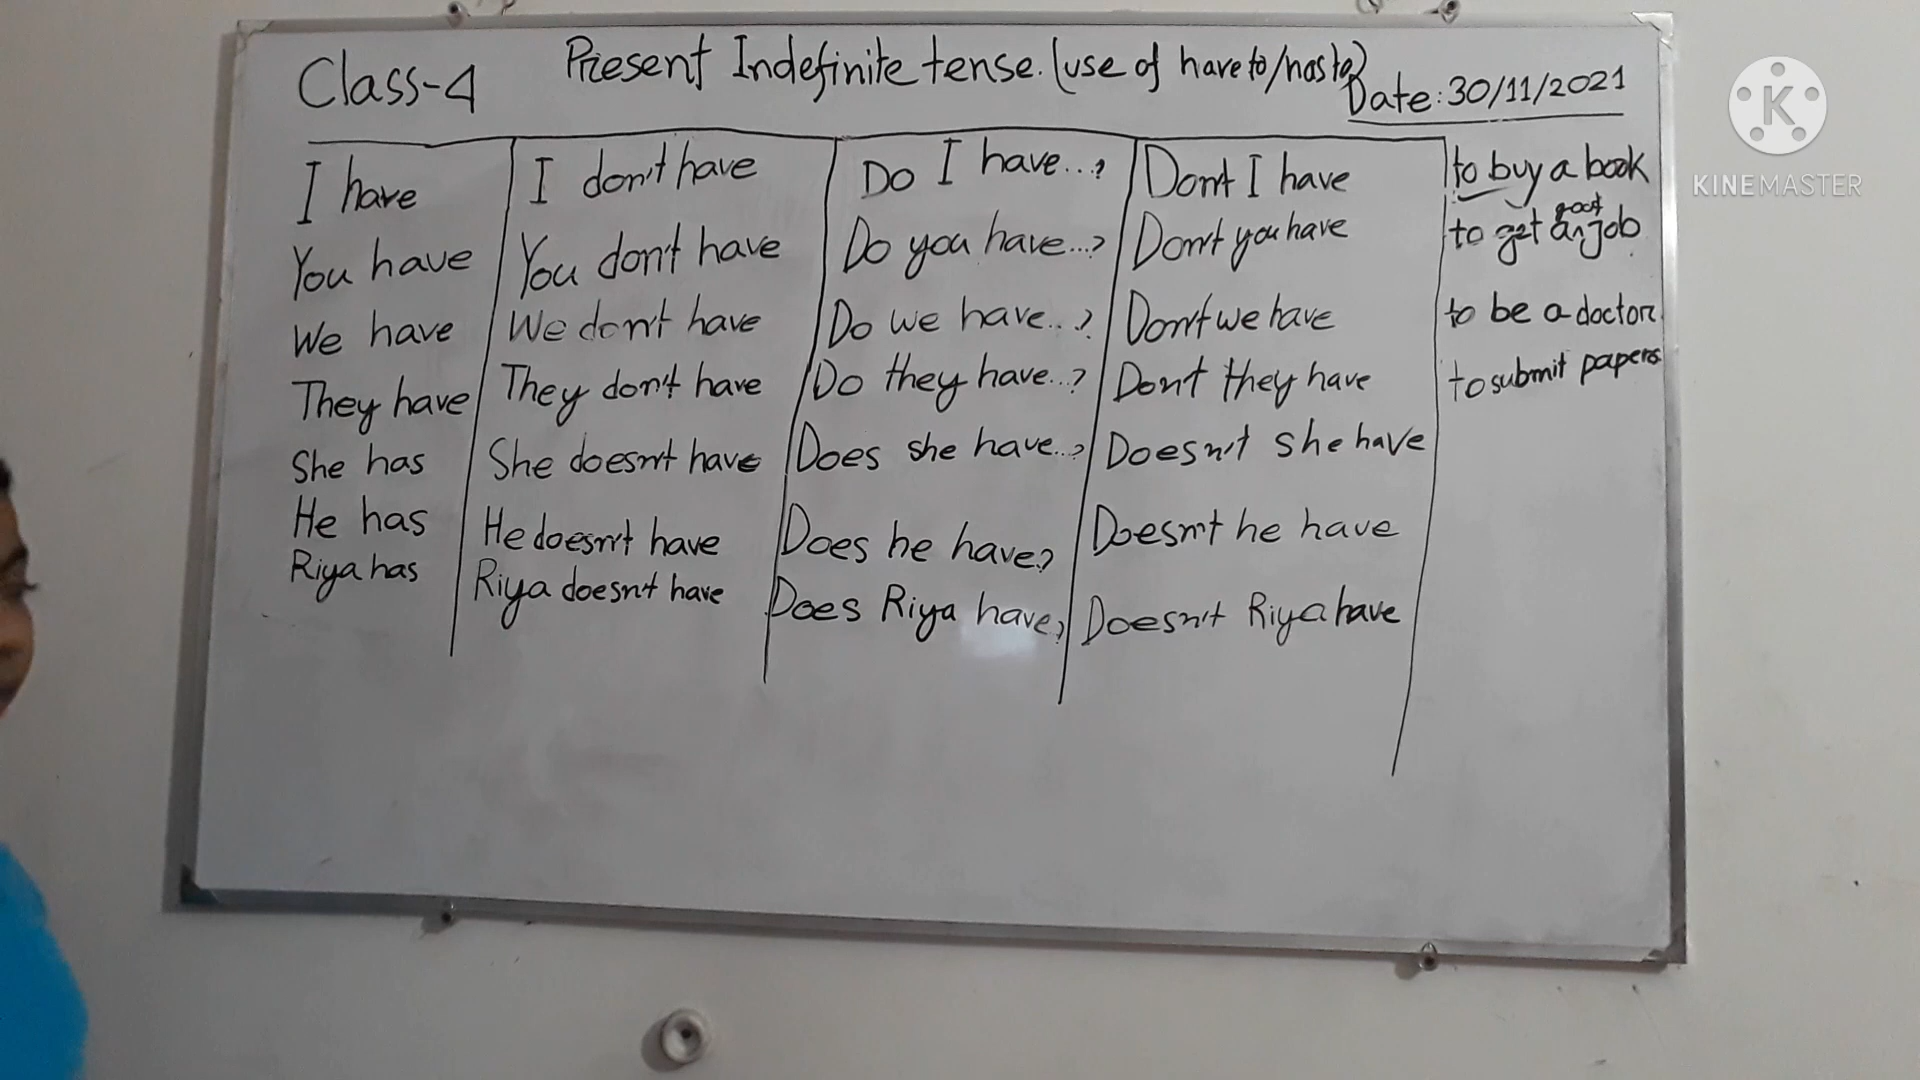 Class-4 Present Indefinite tense. (use of have to/has to)
Date: 30/11/2021
I have I don't have Do I have...? Don't I have to buy a book
You have You don't have Do you have...? Don't you have to get a good job
We have We don't have Do we have...? Don't we have to be a doctor.
They have They don't have Do they have...? Don't they have to submit papers
She has She doesn't have Does she have...? Doesn't she have
He has He doesn't have Does he have? Doesn't he have
Riya has Riya doesn't have Does Riya have? Doesn't Riya have
KINEMASTER